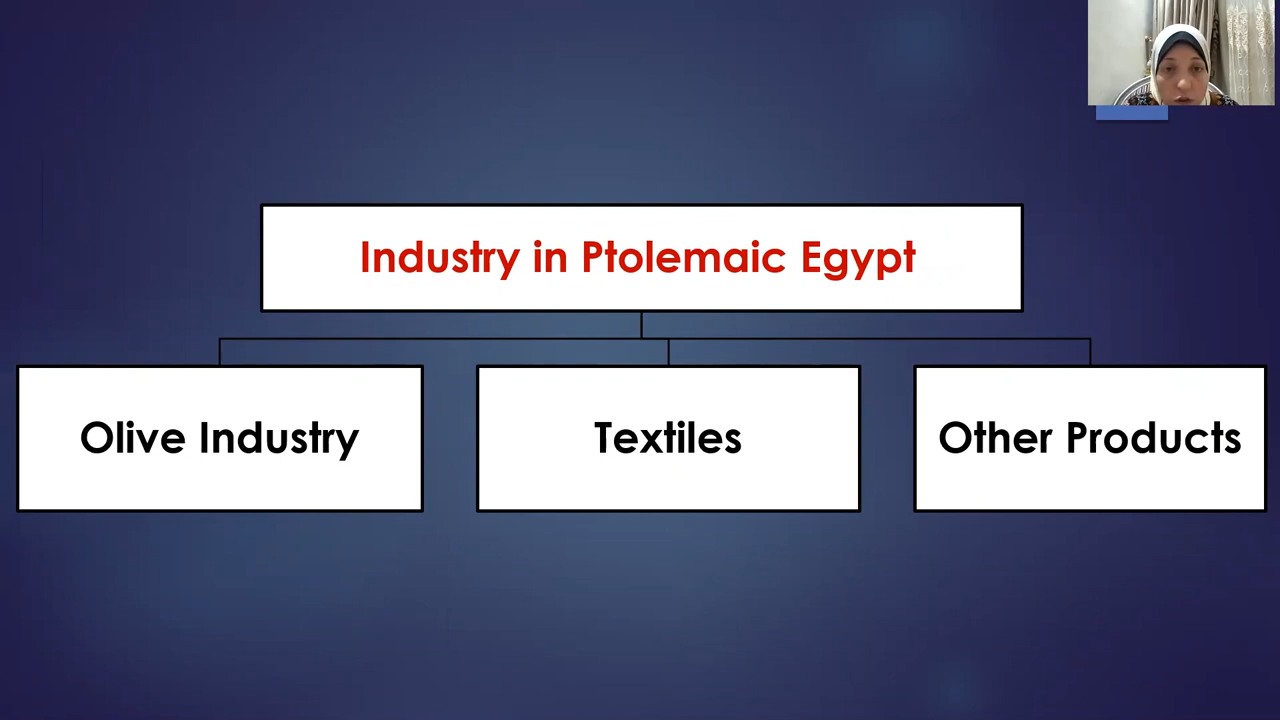 Industry in Ptolemaic Egypt
Olive Industry
Textiles
Other Products